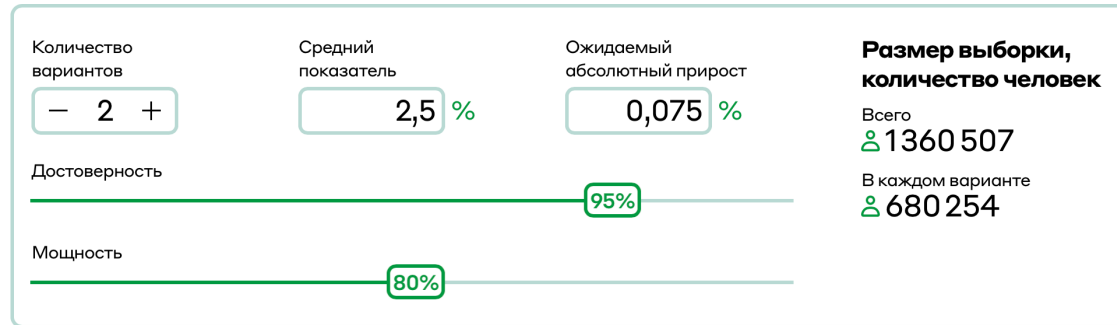 Количество
вариантов
− 2 +
Средний
показатель
2,5 %
Ожидаемый
абсолютный прирост
0,075 %
Достоверность
95%
Мощность
80%
Размер выборки,
количество человек
Всего
1 360 507
В каждом варианте
680 254